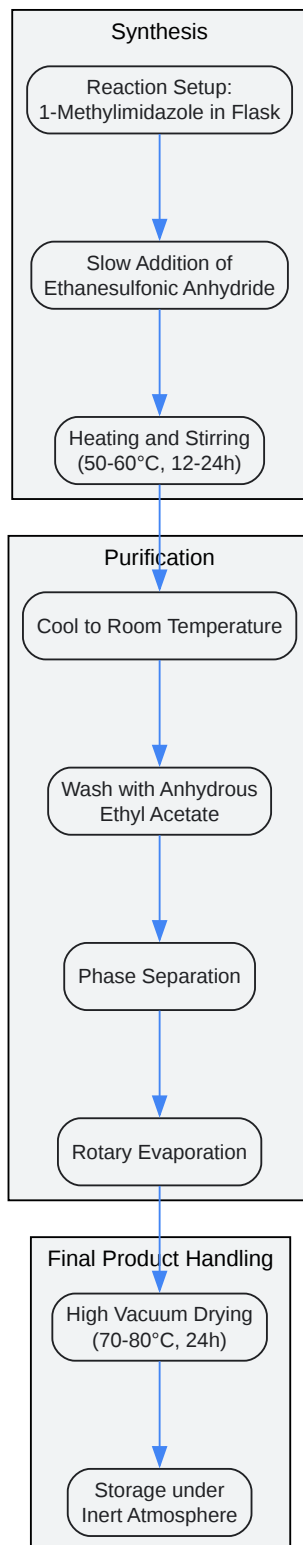 Synthesis
Reaction Setup:
1-Methylimidazole in Flask
Slow Addition of
Ethanesulfonic Anhydride
Heating and Stirring
(50-60°C, 12-24h)
Purification
Cool to Room Temperature
Wash with Anhydrous
Ethyl Acetate
Phase Separation
Rotary Evaporation
Final Product Handling
High Vacuum Drying
(70-80°C, 24h)
Storage under
Inert Atmosphere